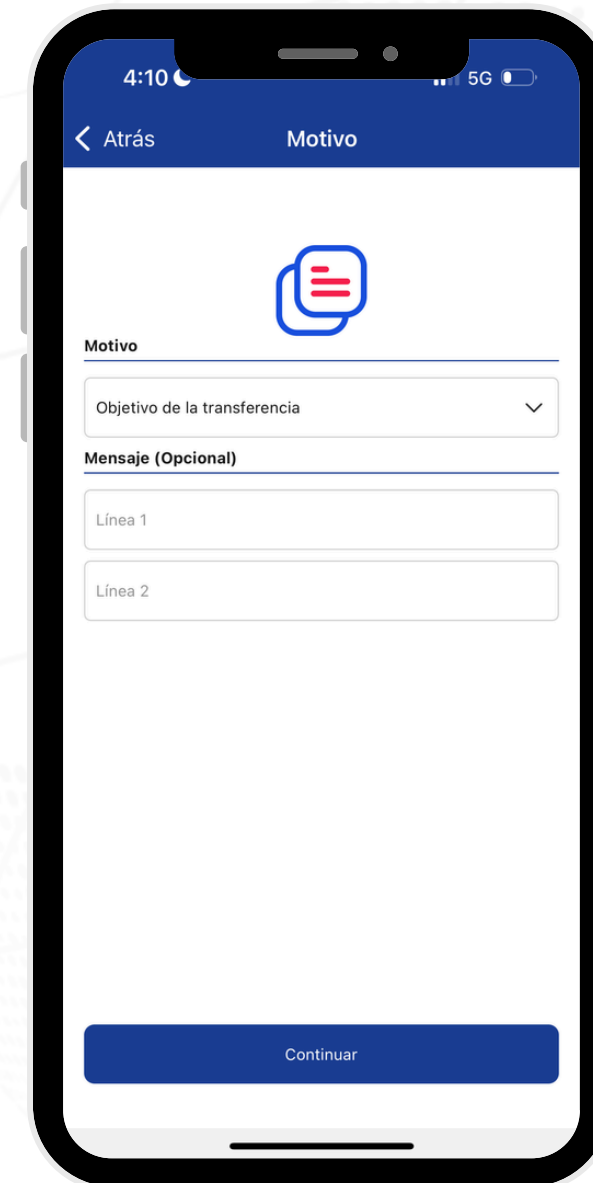 4:10
5G
Atrás
Motivo
Motivo
Objetivo de la transferencia
Mensaje (Opcional)
Línea 1
Línea 2
Continuar